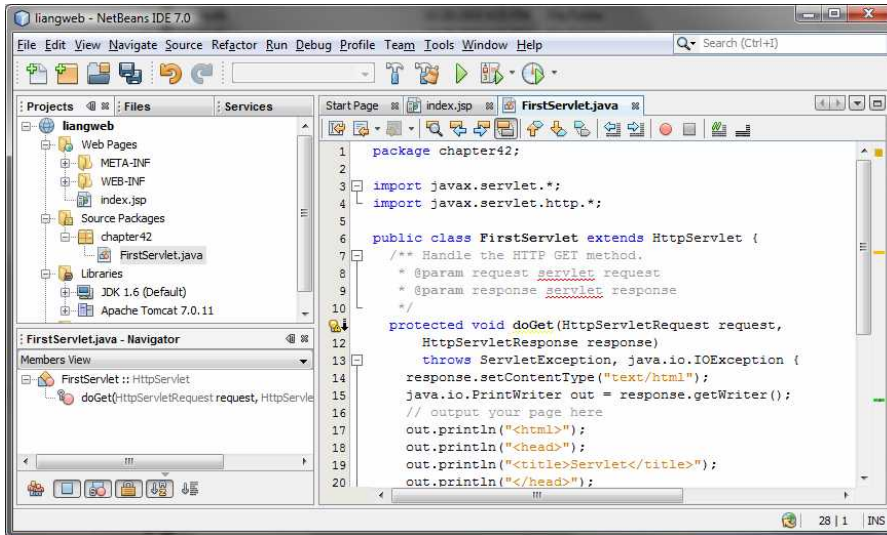 liangweb - NetBeans IDE 7.0
File Edit View Navigate Source Refactor Run Debug Profile Team Tools Window Help
Search (Ctrl+I)
Projects Files Services
liangweb
Web Pages
META-INF
WEB-INF
index.jsp
Source Packages
chapter42
FirstServlet.java
Libraries
JDK 1.6 (Default)
Apache Tomcat 7.0.11
FirstServlet.java - Navigator
Members View
FirstServlet :: HttpServlet
doGet(HttpServletRequest request, HttpServle
Start Page index.jsp FirstServlet.java
1 package chapter42;
2
3 import javax.servlet.*;
4 import javax.servlet.http.*;
5
6 public class FirstServlet extends HttpServlet {
7 /** Handle the HTTP GET method.
8 * @param request servlet request
9 * @param response servlet response
10 */
protected void doGet(HttpServletRequest request,
12 HttpServletResponse response)
13 throws ServletException, java.io.IOException {
14 response.setContentType("text/html");
15 java.io.PrintWriter out = response.getWriter();
16 // output your page here
17 out.println("<html>");
18 out.println("<head>");
19 out.println("<title>Servlet</title>");
20 out.println("</head>");
28 | 1 INS